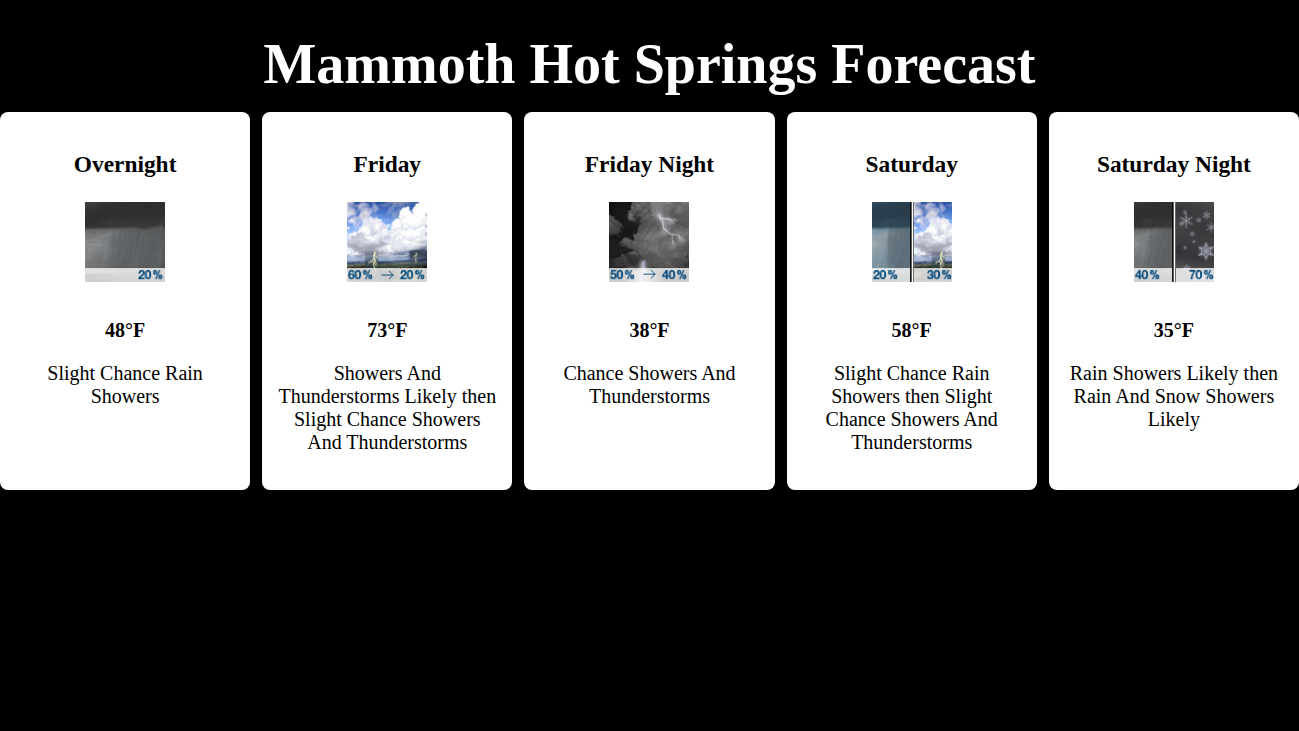 Mammoth Hot Springs Forecast
Overnight
20%
48°F
Slight Chance Rain
Showers
Friday
60% → 20%
73°F
Showers And
Thunderstorms Likely then
Slight Chance Showers
And Thunderstorms
Friday Night
50% → 40%
38°F
Chance Showers And
Thunderstorms
Saturday
20% 30%
58°F
Slight Chance Rain
Showers then Slight
Chance Showers And
Thunderstorms
Saturday Night
40% 70%
35°F
Rain Showers Likely then
Rain And Snow Showers
Likely